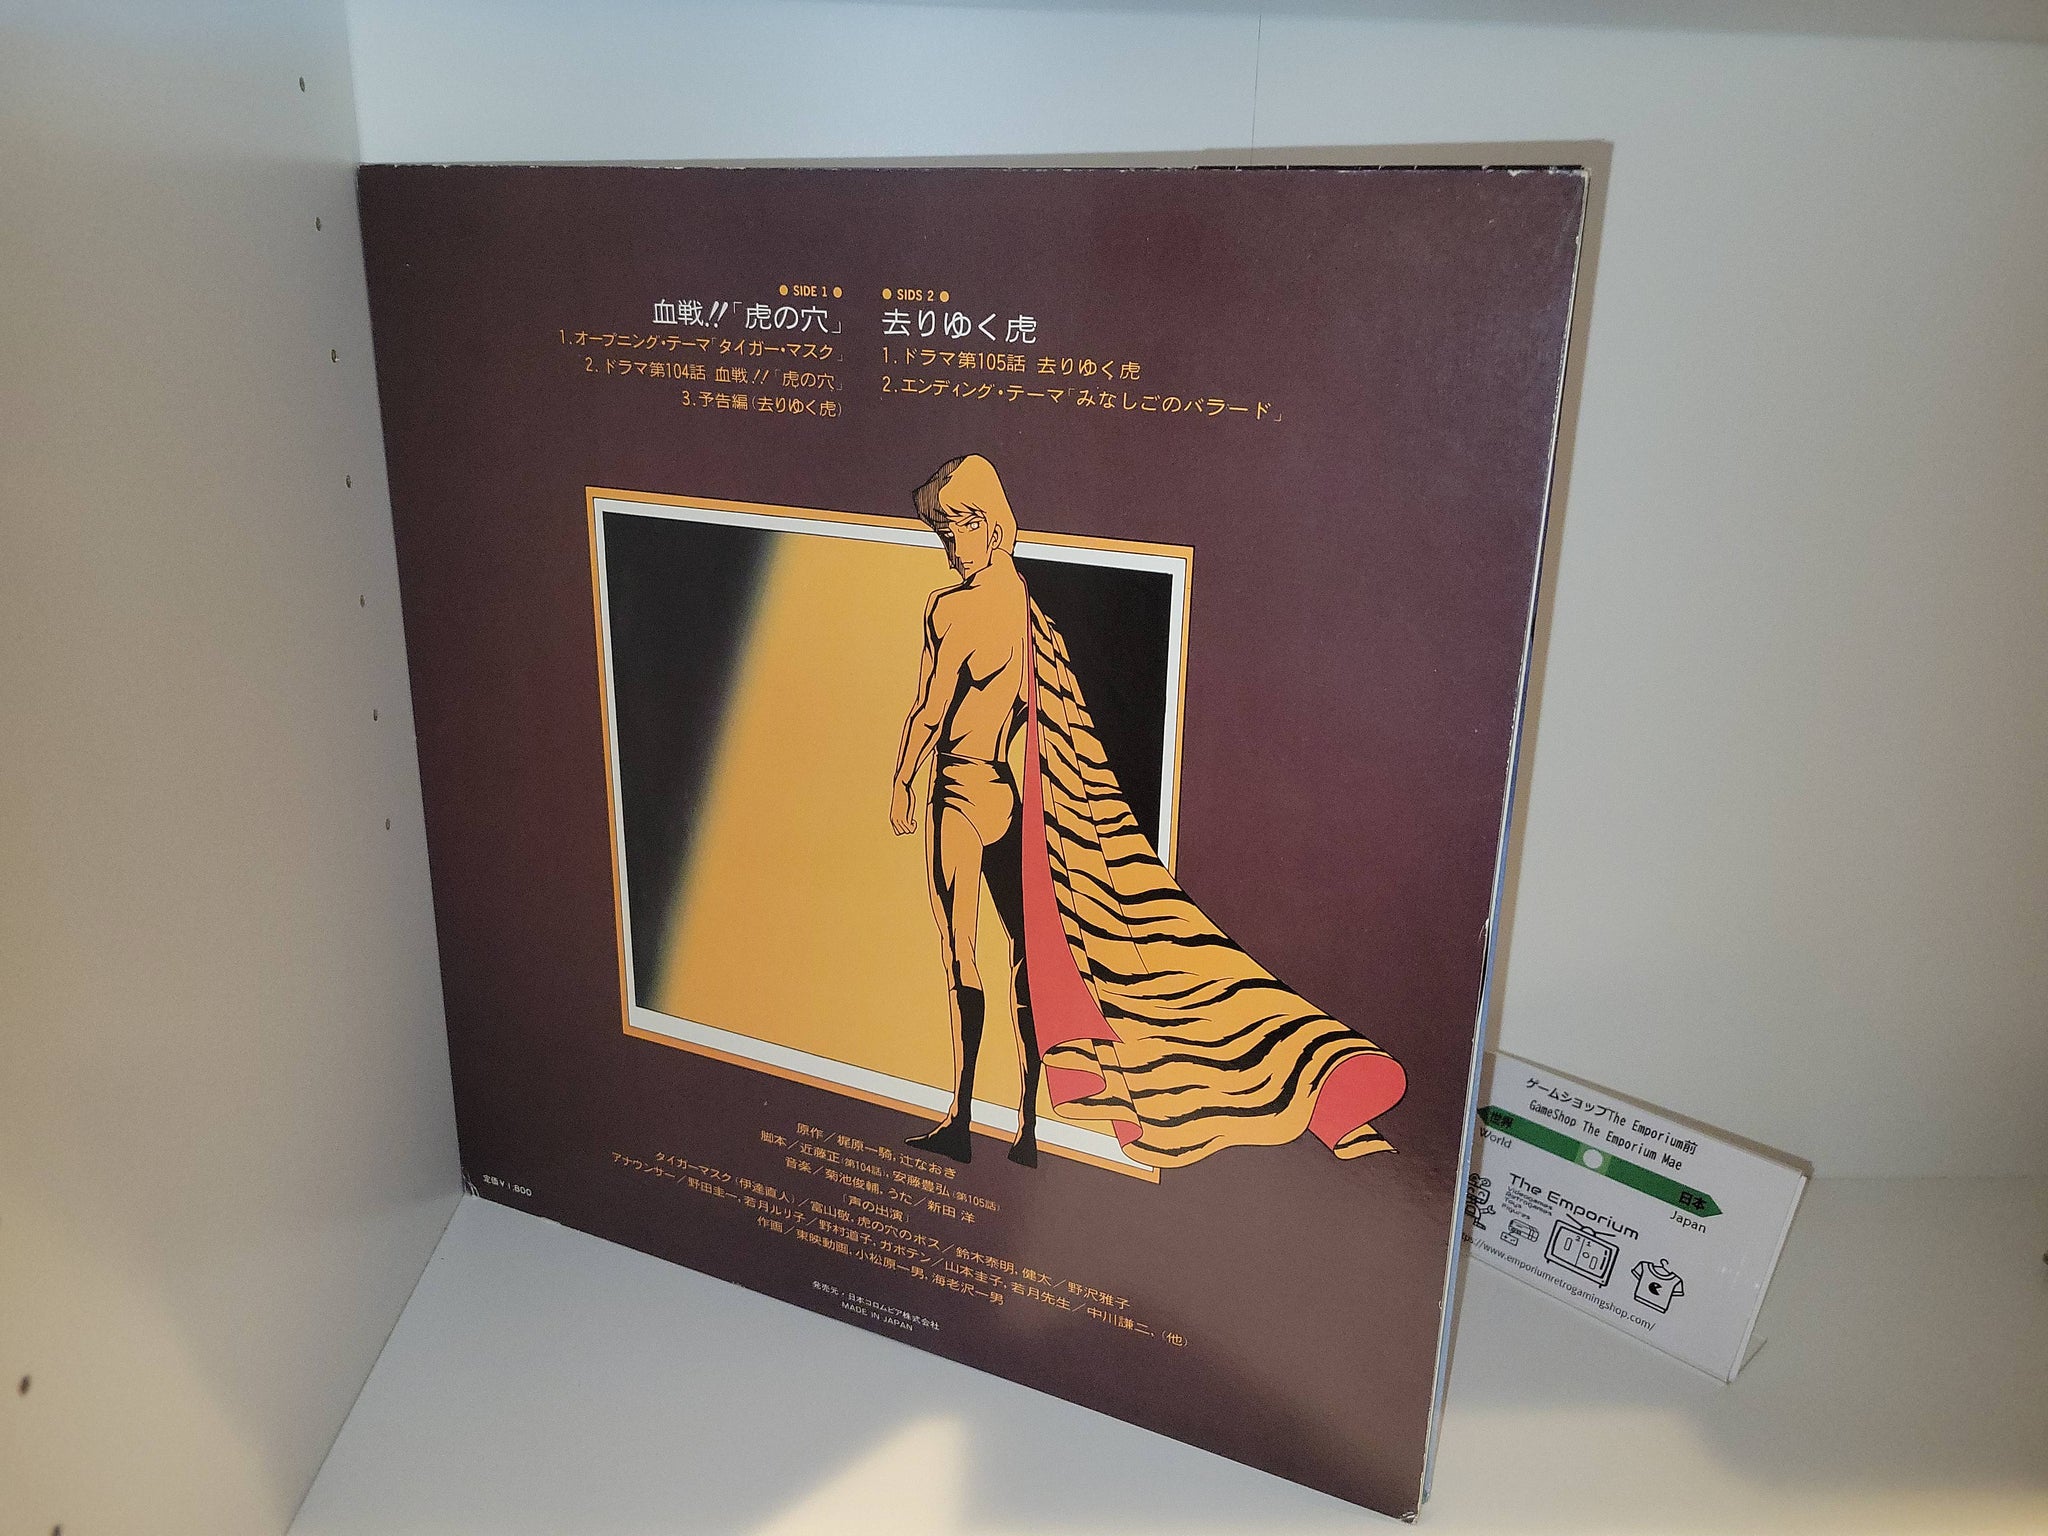 ● SIDE 1 ●
血戦!!「虎の穴」
1.オープニング・テーマ「タイガー・マスク」
2.ドラマ第104話 血戦!!「虎の穴」
3.予告編(去りゆく虎)
● SIDS 2 ●
去りゆく虎
1.ドラマ第105話 去りゆく虎
2.エンディング・テーマ「みなしごのバラード」
原作/梶原一騎,辻なおき
脚本/近藤正(第104話),安藤豊弘(第105話)
音楽/菊池俊輔,うた/新田 洋
〔声の出演〕
タイガーマスク(伊達直人)/富山敬,虎の穴のボス/鈴木泰明,健太/野沢雅子
アナウンサー/野田圭一,若月ルリ子/野村道子,ガボテン/山本圭子,若月先生/中川謙二,(他)
作画/東映動画,小松原一男,海老沢一男
発売元・日本コロムビア株式会社
MADE IN JAPAN
定価¥1,800
ゲームショップThe Emporium前
GameShop The Emporium Mae
世界
World
日本
Japan
The Emporium
Videogames
Retrogames
Toys
Figures
https://www.emporiumretrogamingshop.com/